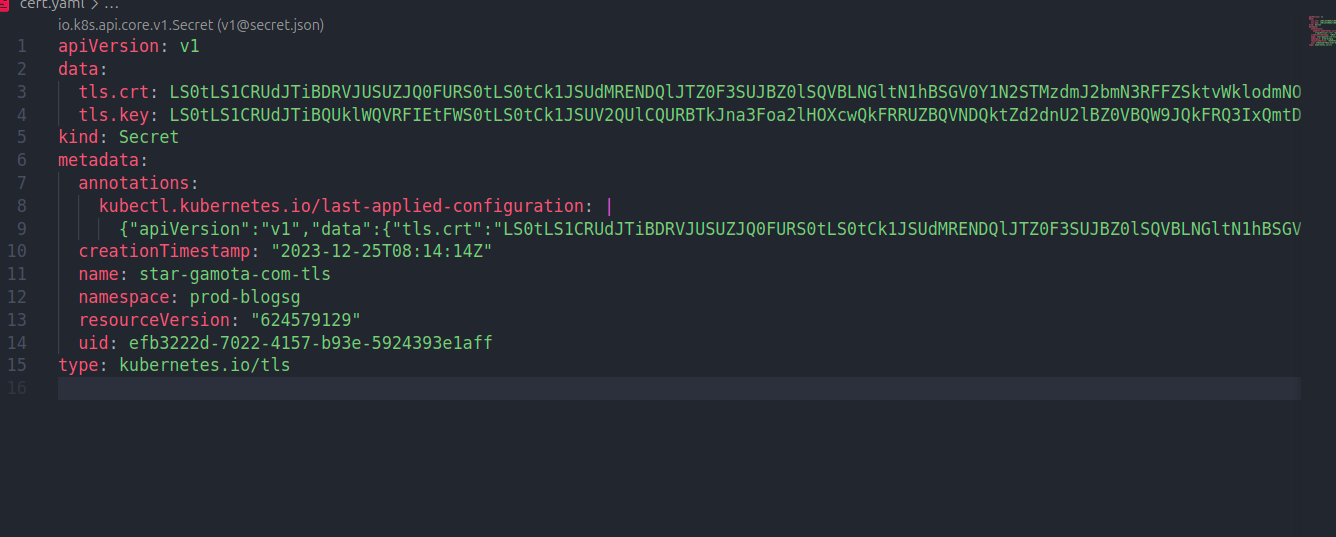 cert.yaml > ...
io.k8s.api.core.v1.Secret (v1@secret.json)
1 apiVersion: v1
2 data:
3 tls.crt: LS0tLS1CRUdJTiBDRVJUSUZJQ0FURS0tLS0tCk1JSUdMRENDQlJTZ0F3SUJBZ0lSQVBLNGltN1hBSGV0Y1N2STMzdmJ2bmN3RFFZSktvWklodmNO
4 tls.key: LS0tLS1CRUdJTiBQUklWQVRFIEtFWS0tLS0tCk1JSUV2QUlCQURBTkJna3Foa2lHOXcwQkFRRUZBQVNDQktZd2dnU2lBZ0VBQW9JQkFRQ3IxQmtD
5 kind: Secret
6 metadata:
7 annotations:
8 kubectl.kubernetes.io/last-applied-configuration: |
9 {"apiVersion":"v1","data":{"tls.crt":"LS0tLS1CRUdJTiBDRVJUSUZJQ0FURS0tLS0tCk1JSUdMRENDQlJTZ0F3SUJBZ0lSQVBLNGltN1hBSGV
10 creationTimestamp: "2023-12-25T08:14:14Z"
11 name: star-gamota-com-tls
12 namespace: prod-blogsg
13 resourceVersion: "624579129"
14 uid: efb3222d-7022-4157-b93e-5924393e1aff
15 type: kubernetes.io/tls
16